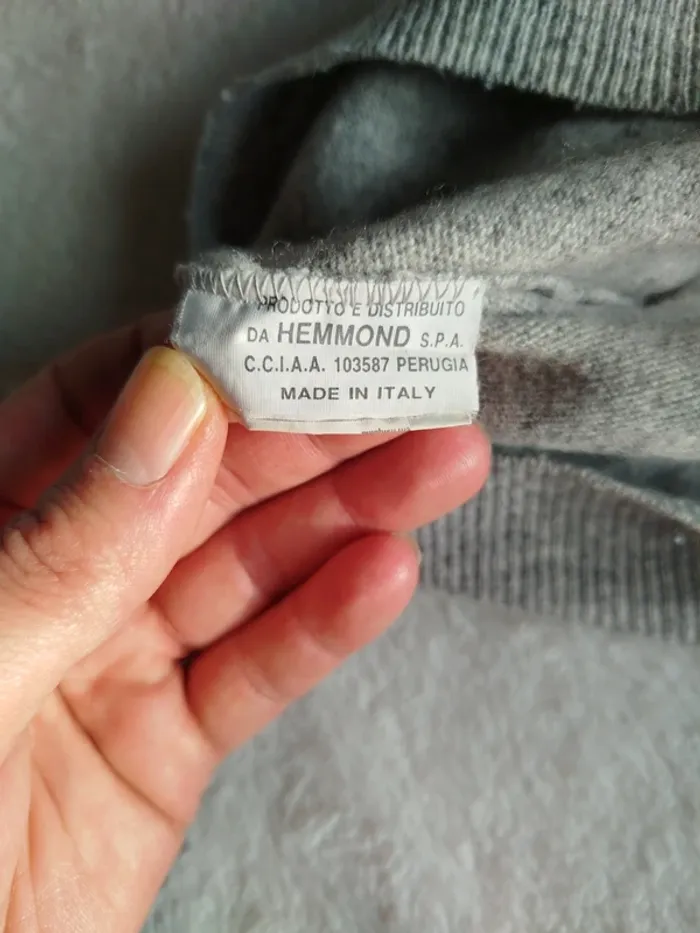 PRODOTTO E DISTRIBUITO
DA HEMMOND S.P.A.
C.C.I.A.A. 103587 PERUGIA
MADE IN ITALY